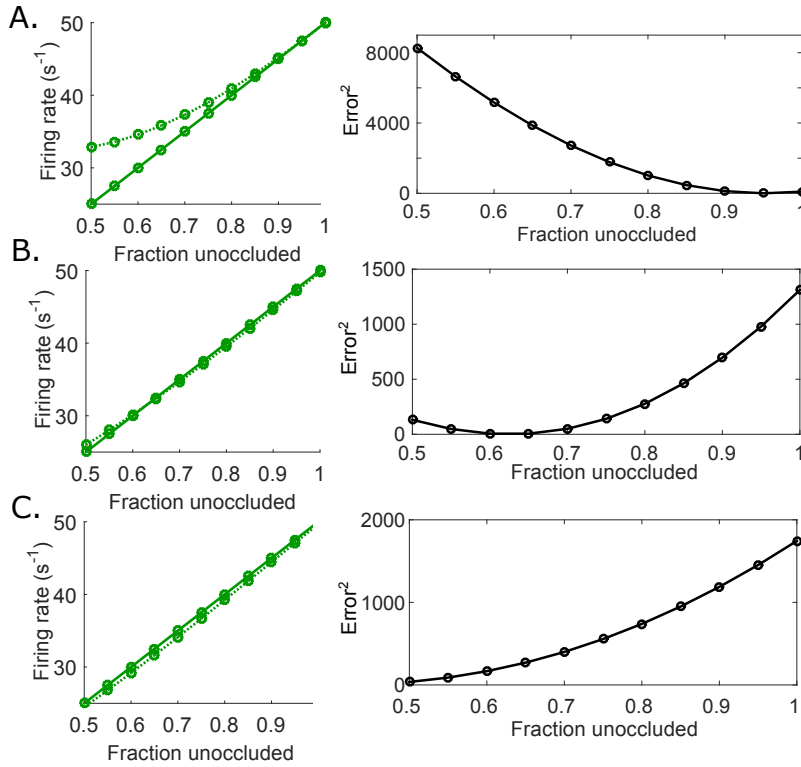 A.
Firing rate (s⁻¹)
50
40
30
0.5 0.6 0.7 0.8 0.9 1
Fraction unoccluded
Error²
8000
4000
0
0.5 0.6 0.7 0.8 0.9 1
Fraction unoccluded
B.
Firing rate (s⁻¹)
50
40
30
0.5 0.6 0.7 0.8 0.9 1
Fraction unoccluded
Error²
1500
1000
500
0
0.5 0.6 0.7 0.8 0.9 1
Fraction unoccluded
C.
Firing rate (s⁻¹)
50
40
30
0.5 0.6 0.7 0.8 0.9
Fraction unoccluded
Error²
2000
1000
0
0.5 0.6 0.7 0.8 0.9 1
Fraction unoccluded